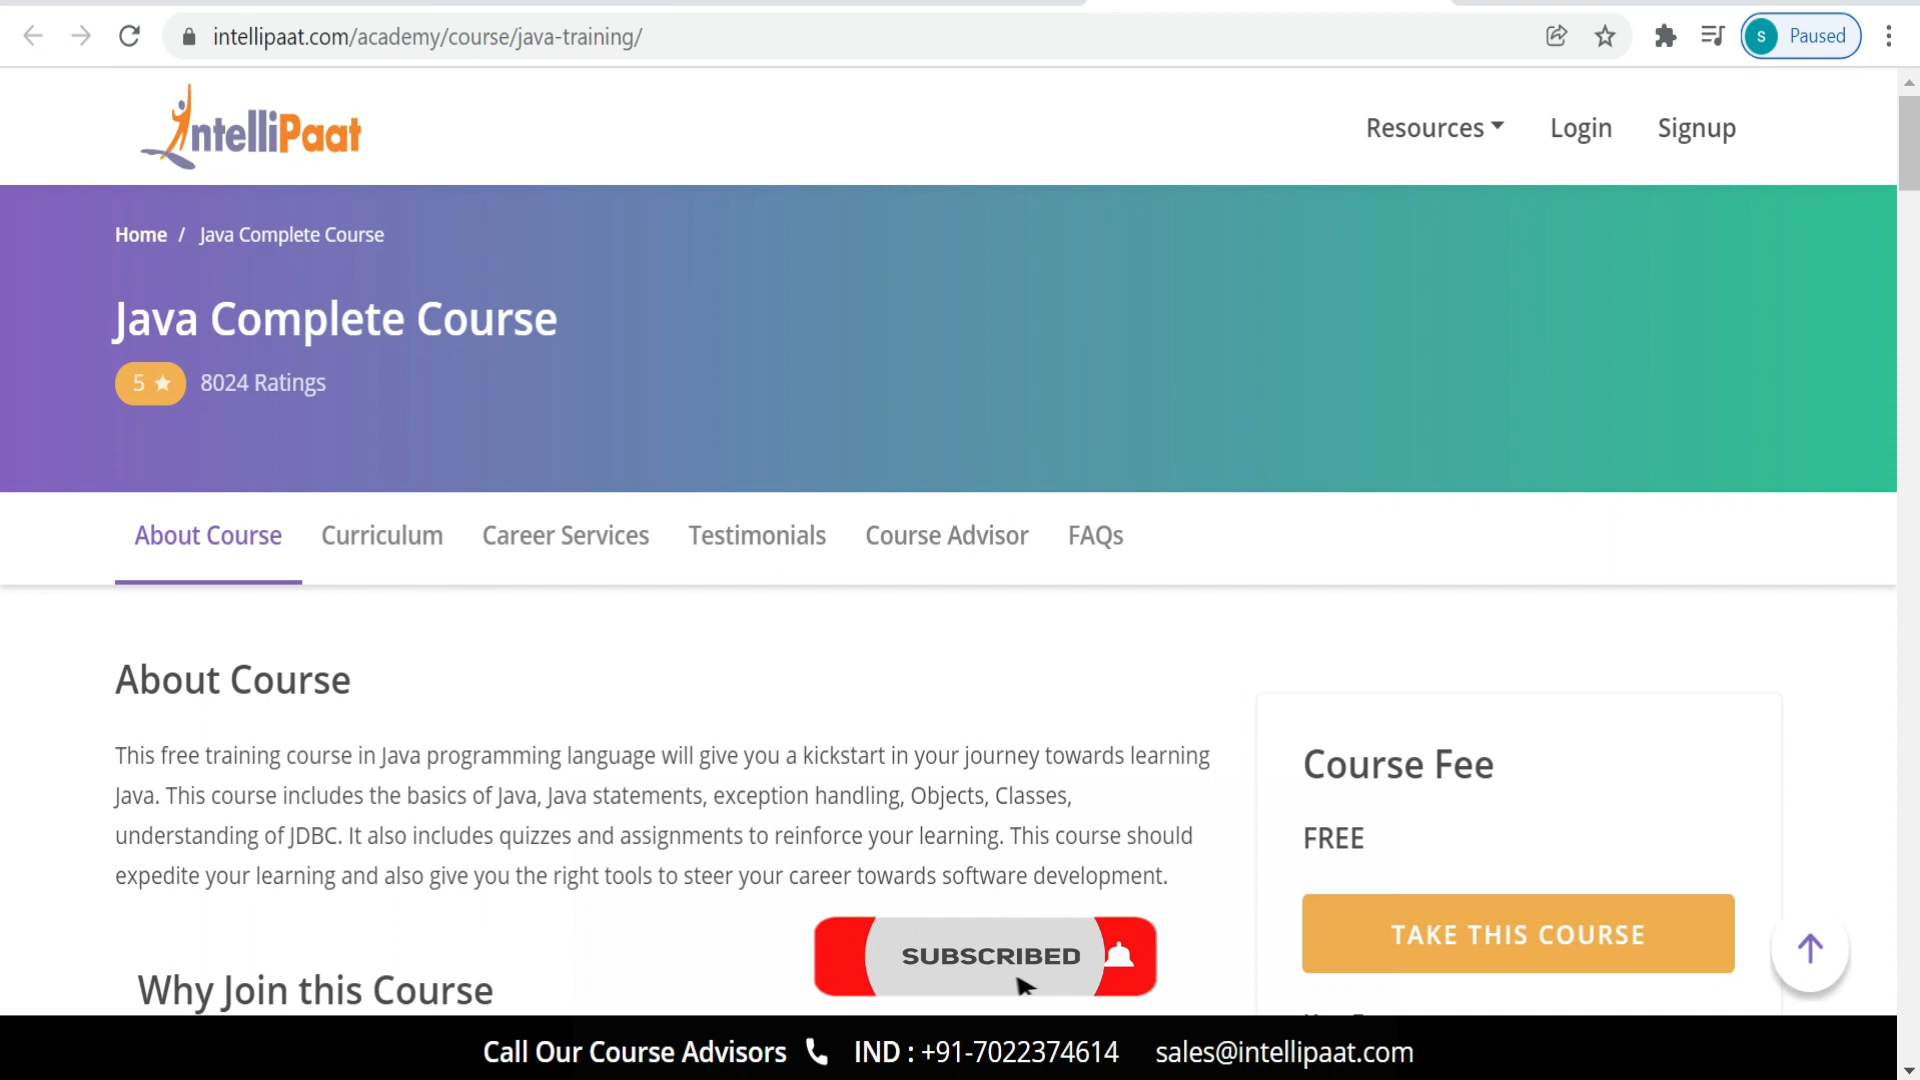 intellipaat.com/academy/course/java-training/
S
Paused
IntelliPaat
Resources
Login
Signup
Home / Java Complete Course
Java Complete Course
5 ★ 8024 Ratings
About Course
Curriculum
Career Services
Testimonials
Course Advisor
FAQs
About Course
This free training course in Java programming language will give you a kickstart in your journey towards learning
Java. This course includes the basics of Java, Java statements, exception handling, Objects, Classes,
understanding of JDBC. It also includes quizzes and assignments to reinforce your learning. This course should
expedite your learning and also give you the right tools to steer your career towards software development.
Course Fee
FREE
TAKE THIS COURSE
SUBSCRIBED
Why Join this Course
Call Our Course Advisors IND : +91-7022374614 sales@intellipaat.com